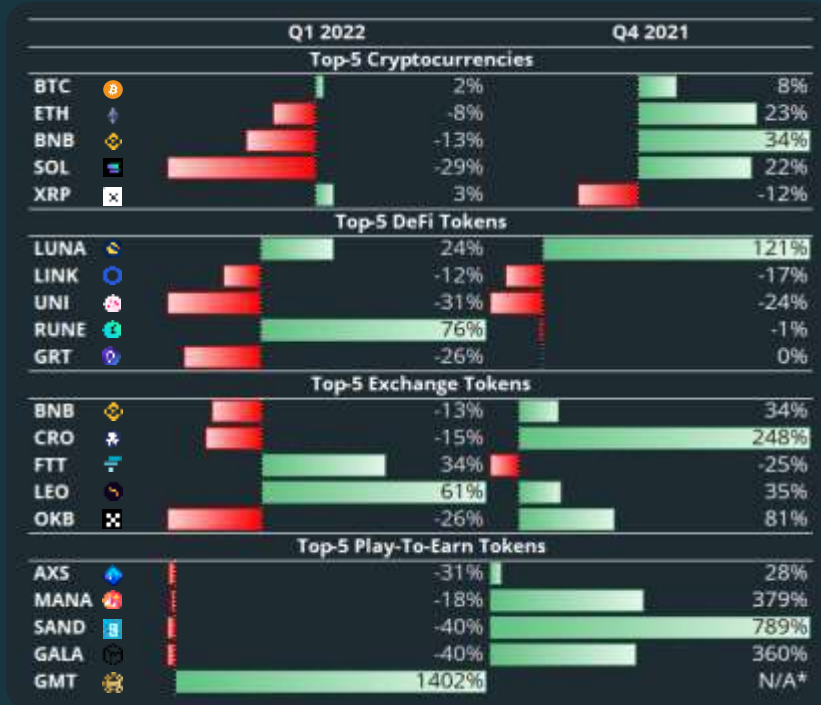 Q1 2022 Q4 2021
Top-5 Cryptocurrencies
BTC 2% 8%
ETH -8% 23%
BNB -13% 34%
SOL -29% 22%
XRP 3% -12%
Top-5 DeFi Tokens
LUNA 24% 121%
LINK -12% -17%
UNI -31% -24%
RUNE 76% -1%
GRT -26% 0%
Top-5 Exchange Tokens
BNB -13% 34%
CRO -15% 248%
FTT 34% -25%
LEO 61% 35%
OKB -26% 81%
Top-5 Play-To-Earn Tokens
AXS -31% 28%
MANA -18% 379%
SAND -40% 789%
GALA -40% 360%
GMT 1402% N/A*